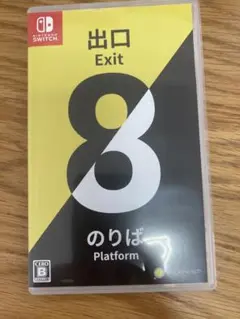 NINTENDO
SWITCH
出口
Exit
8
のりば
Platform
CERO
B